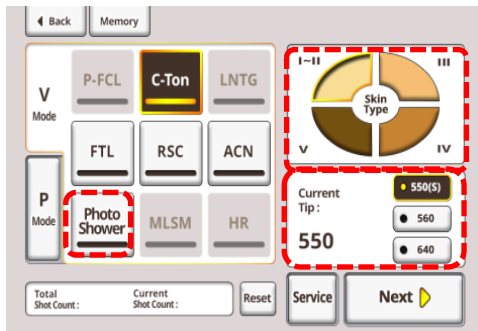 Back
Memory
V
Mode
P
Mode
P-FCL
C-Ton
LNTG
FTL
RSC
ACN
Photo
Shower
MLSM
HR
I~II
III
Skin
Type
V
IV
Current
Tip :
550
550(S)
560
640
Total
Shot Count :
Current
Shot Count :
Reset
Service
Next